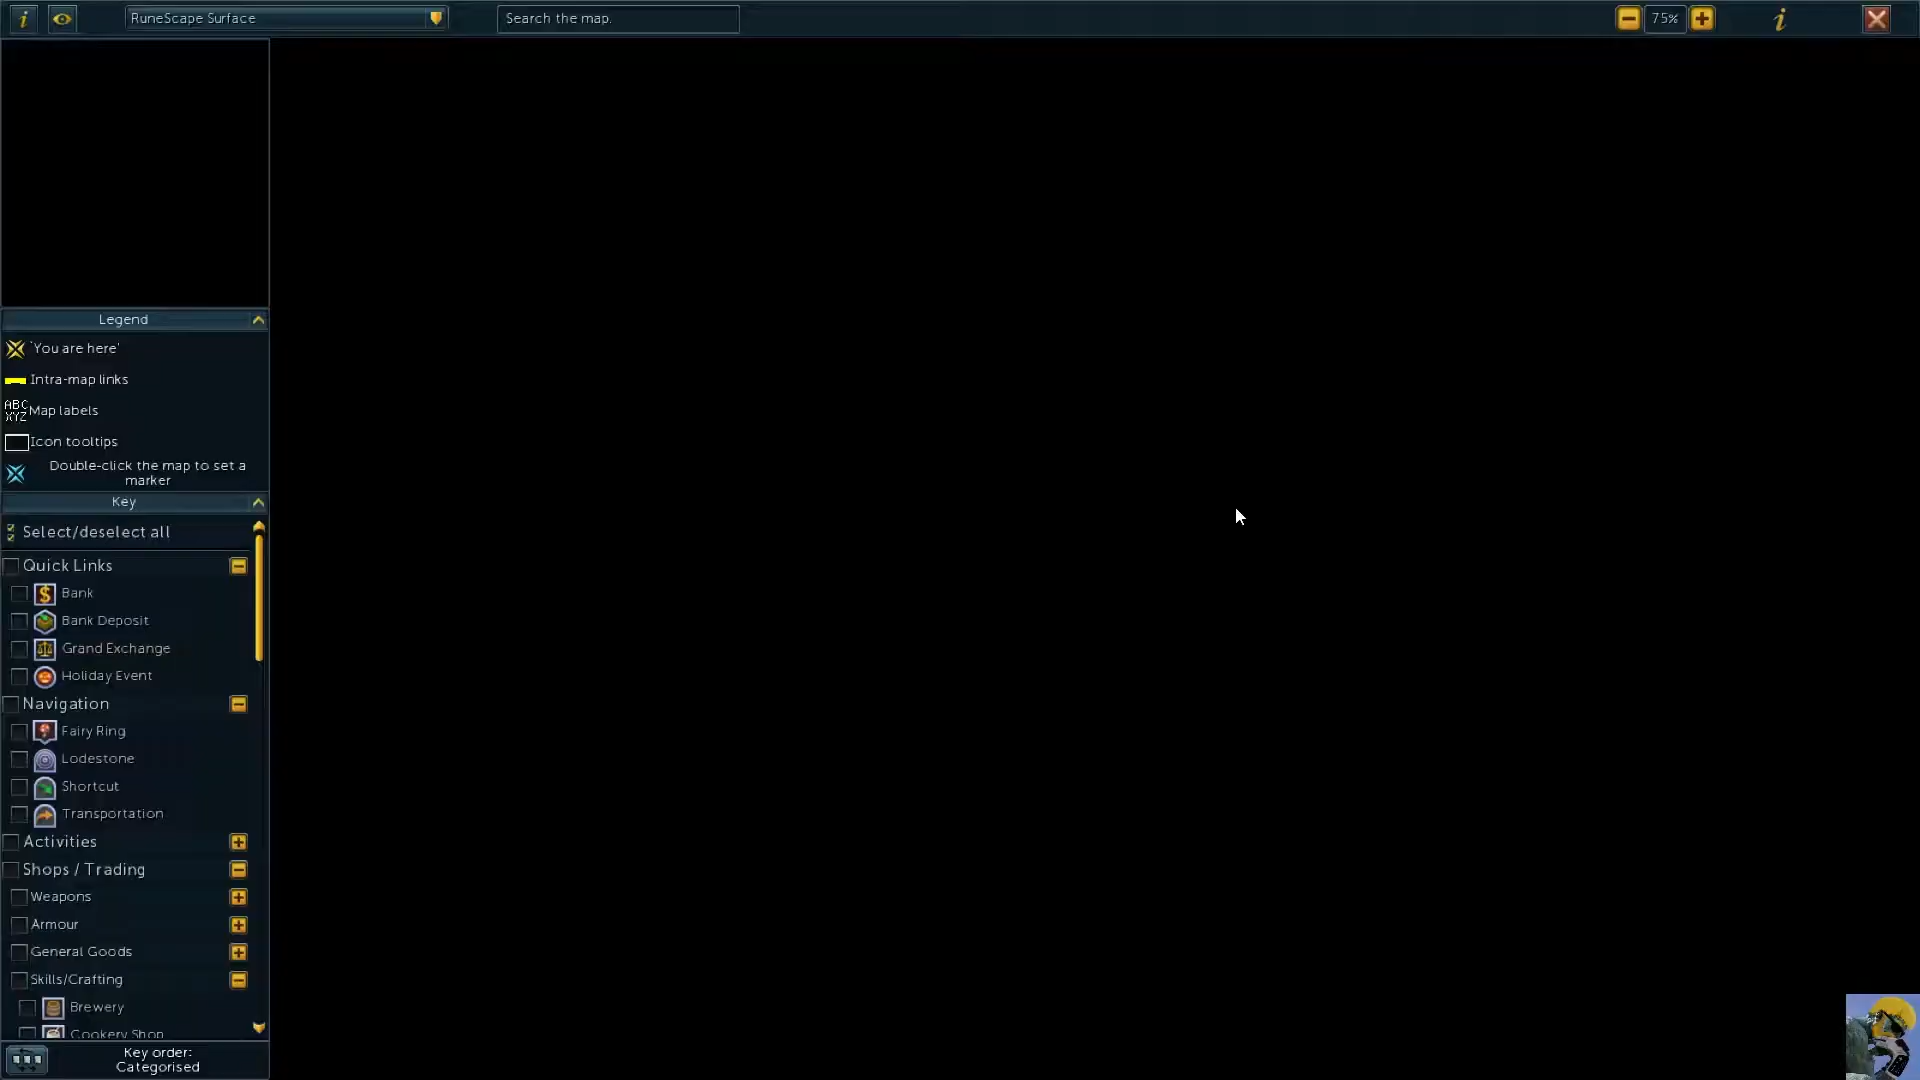 RuneScape Surface
Search the map.
75%
Legend
'You are here'
Intra-map links
ABC
XYZ
Map labels
Icon tooltips
Double-click the map to set a
marker
Key
Select/deselect all
Quick Links
Bank
Bank Deposit
Grand Exchange
Holiday Event
Navigation
Fairy Ring
Lodestone
Shortcut
Transportation
Activities
Shops / Trading
Weapons
Armour
General Goods
Skills/Crafting
Brewery
Cookery Shop
Key order:
Categorised